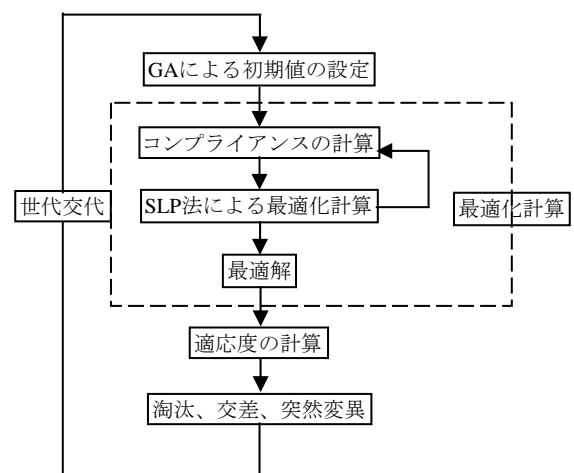 GAによる初期値の設定
コンプライアンスの計算
世代交代
SLP法による最適化計算
最適化計算
最適解
適応度の計算
淘汰、交差、突然変異